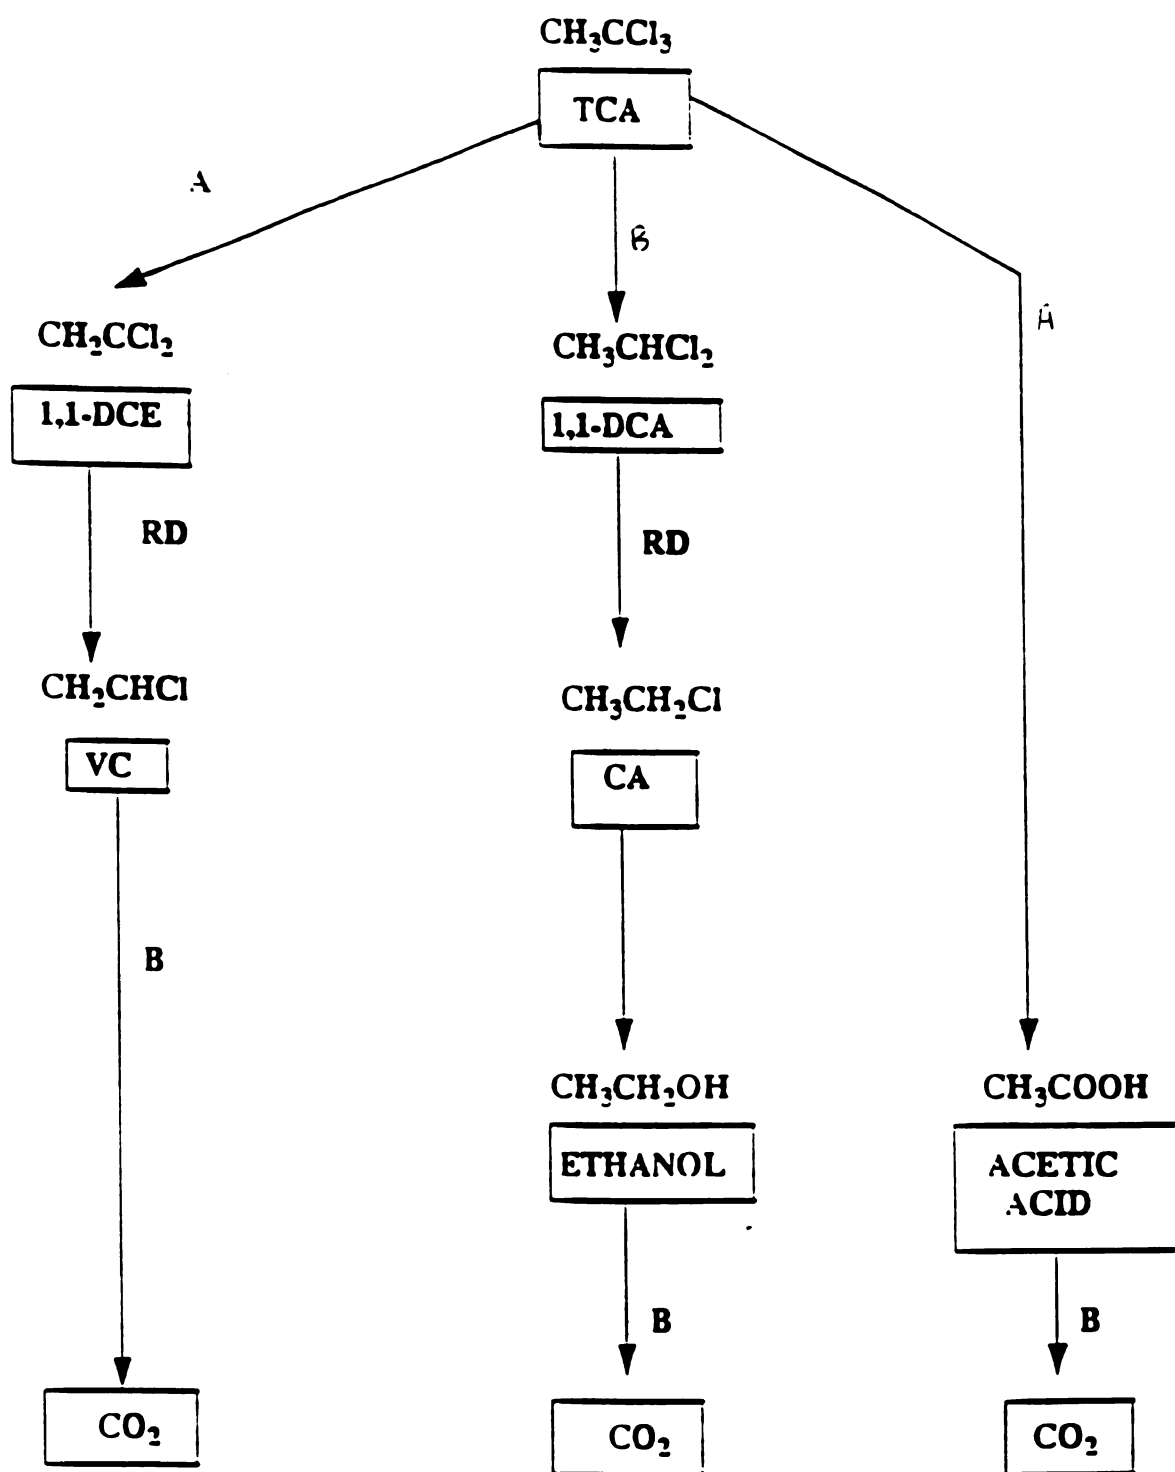 CH₃CCl₃
TCA
A
B
A
CH₂CCl₂
CH₃CHCl₂
1,1-DCE
1,1-DCA
RD
RD
CH₂CHCl
CH₃CH₂Cl
VC
CA
B
CH₃CH₂OH
CH₃COOH
ETHANOL
ACETIC
ACID
B
B
CO₂
CO₂
CO₂